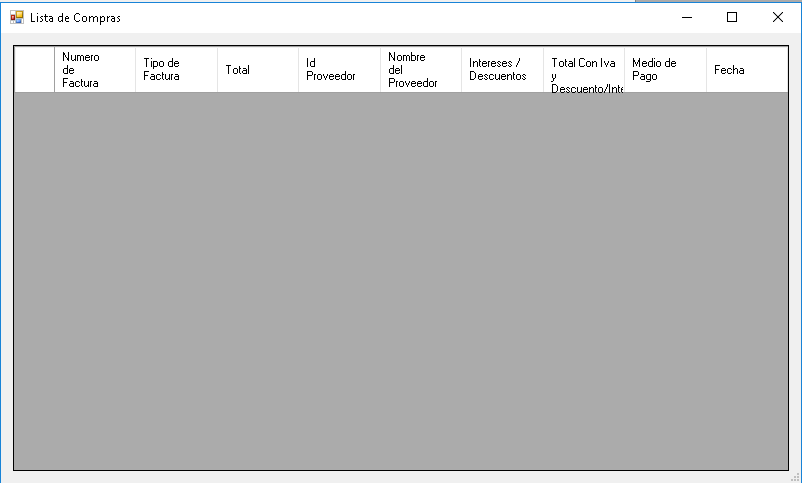 Lista de Compras
Numero
de
Factura
Tipo de
Factura
Total
Id
Proveedor
Nombre
del
Proveedor
Intereses /
Descuentos
Total Con Iva
y
Descuento/Inte
Medio de
Pago
Fecha